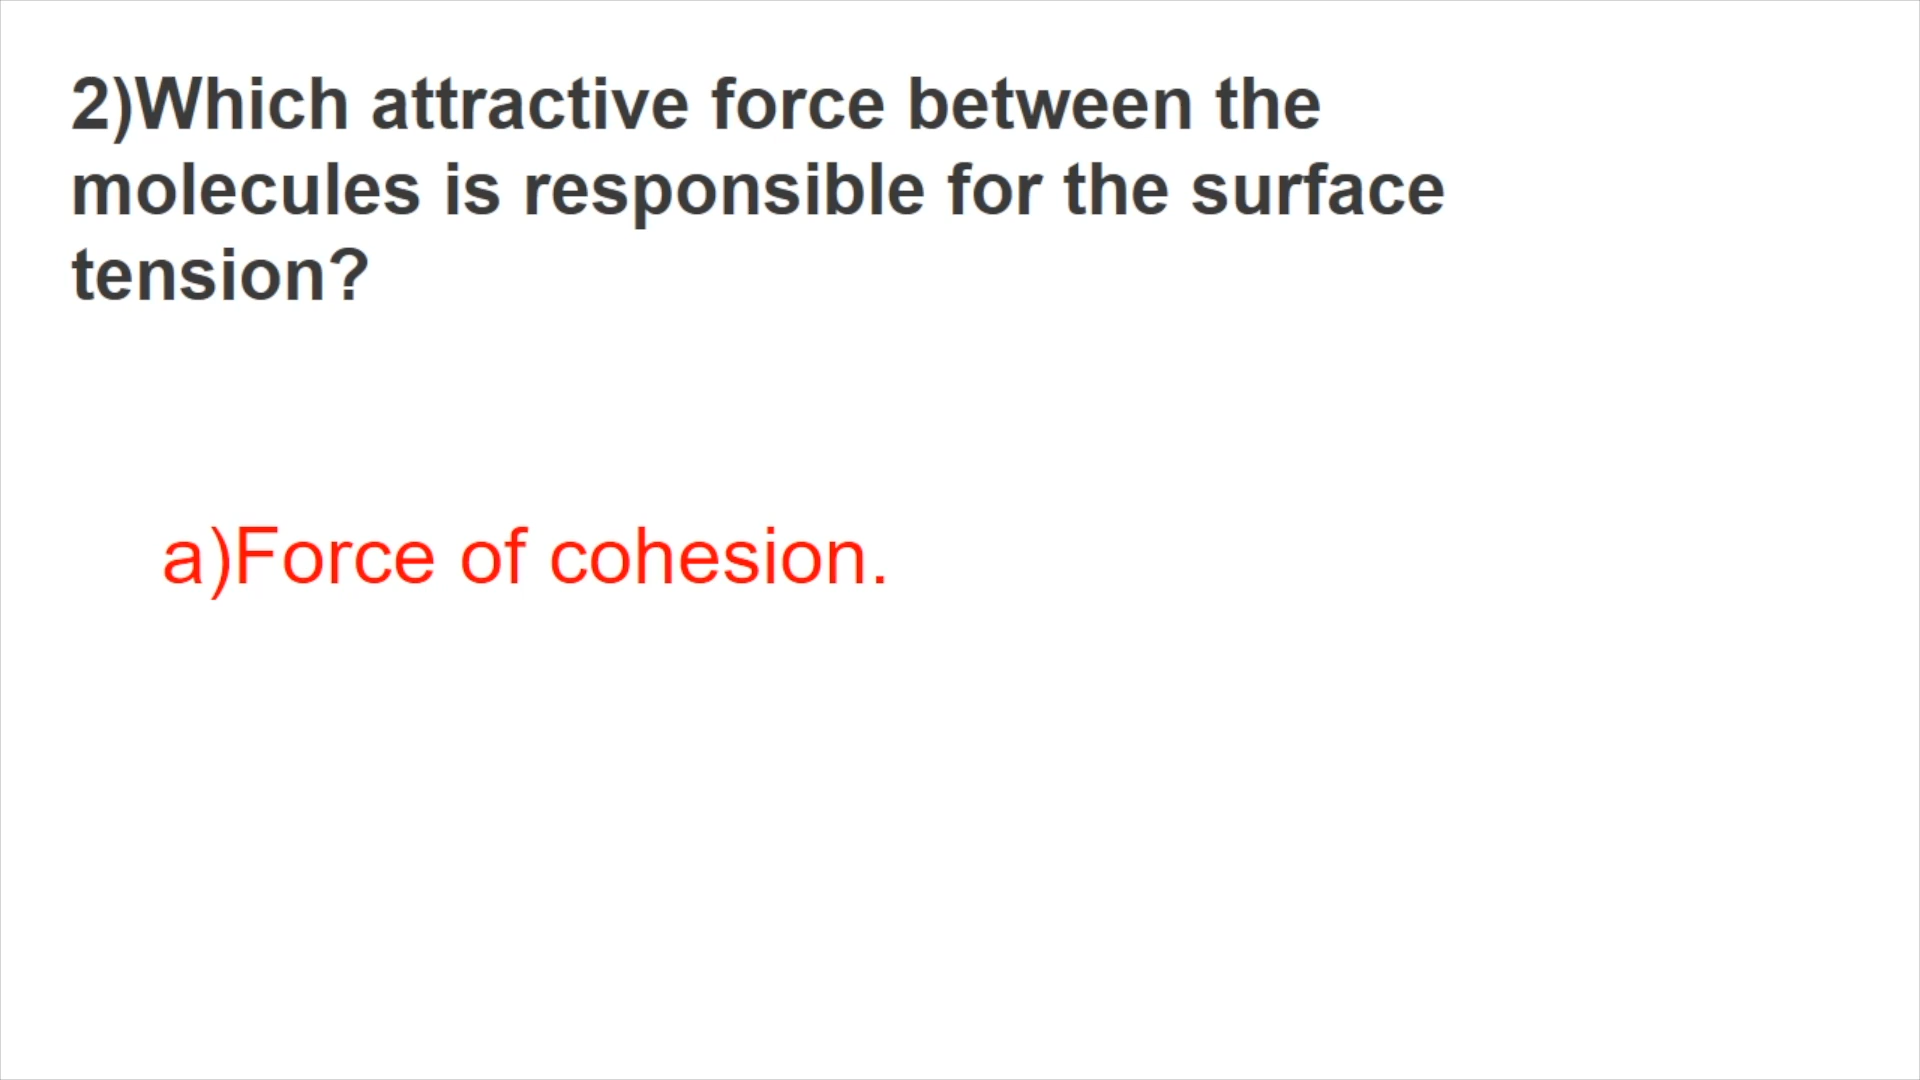 2)Which attractive force between the
molecules is responsible for the surface
tension?
a)Force of cohesion.